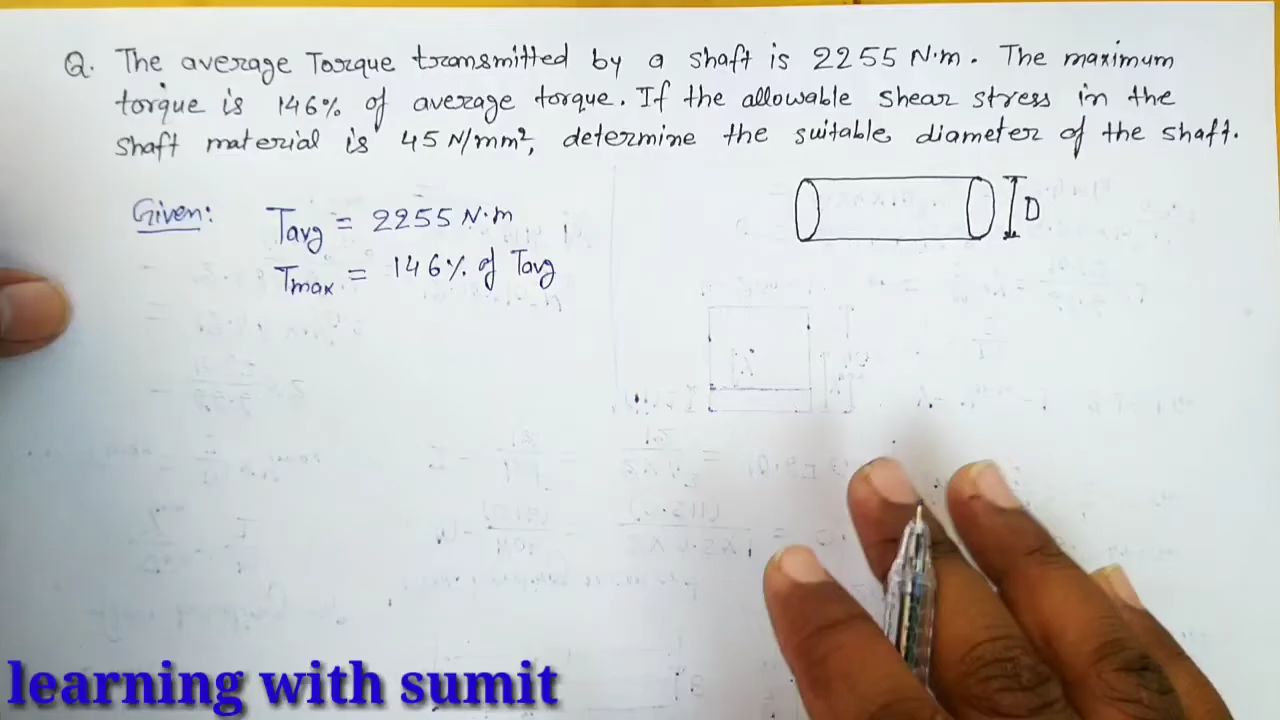 Q. The average Torque transmitted by a shaft is 2255 N·m. The maximum
torque is 146% of average torque. If the allowable shear stress in the
shaft material is 45 N/mm², determine the suitable diameter of the shaft.
Given: Tavg = 2255 N·m
Tmax = 146% of Tavg
D
learning with sumit